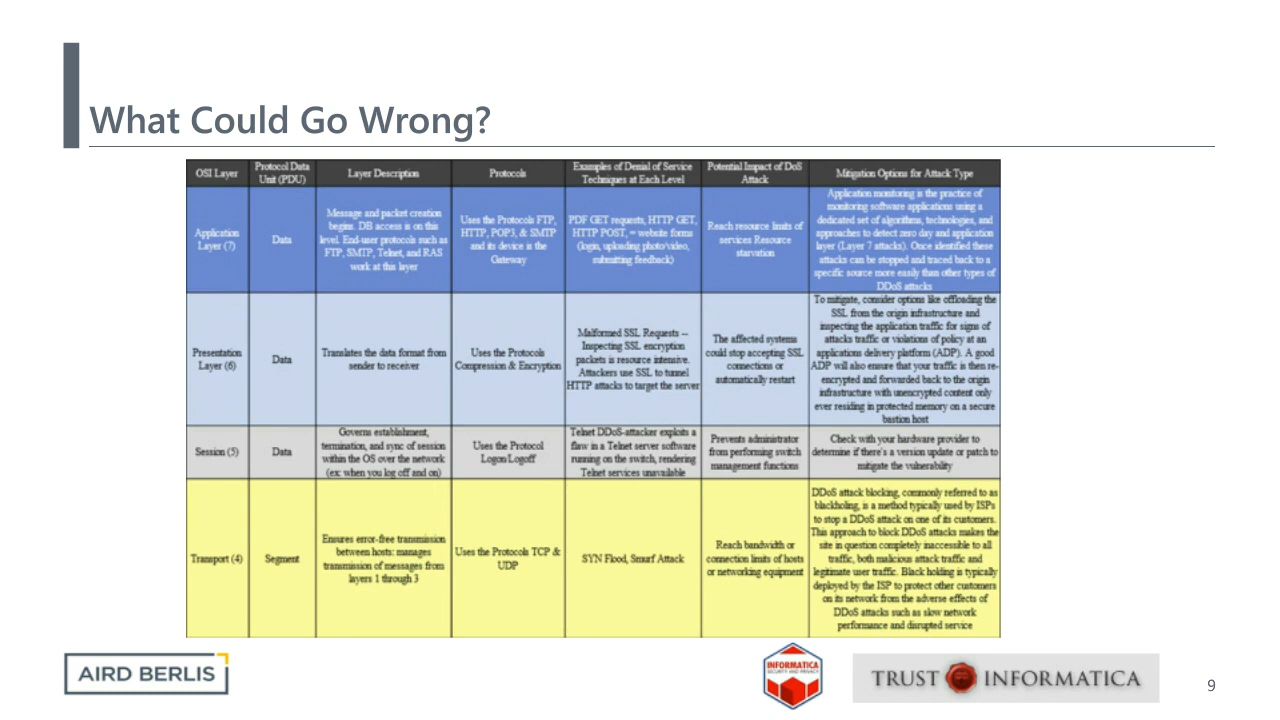 What Could Go Wrong?
OSI Layer
Protocol Data
Unit (PDU)
Layer Description
Protocols
Examples of Denial of Service
Techniques at Each Level
Potential Impact of DoS
Attack
Mitigation Options for Attack Type
Application
Layer (7)
Data
Message and packet creation
begins. DB access is on this
level. End-user protocols such as
FTP, SMTP, Telnet, and RAS
work at this layer
Uses the Protocols FTP,
HTTP, POP3, & SMTP
and its device is the
Gateway
PDF GET requests, HTTP GET,
HTTP POST, = website forms
(login, uploading photo/video,
submitting feedback)
Reach resource limits of
services Resource
starvation
Application monitoring is the practice of
monitoring software applications using a
dedicated set of algorithms, technologies, and
approaches to detect zero day and application
layer (Layer 7 attacks). Once identified these
attacks can be stopped and traced back to a
specific source more easily than other types of
DDoS attacks
Presentation
Layer (6)
Data
Translates the data format from
sender to receiver
Uses the Protocols
Compression & Encryption
Malformed SSL Requests --
Inspecting SSL encryption
packets is resource intensive.
Attackers use SSL to tunnel
HTTP attacks to target the server
The affected systems
could stop accepting SSL
connections or
automatically restart
To mitigate, consider options like offloading the
SSL from the origin infrastructure and
inspecting the application traffic for signs of
attacks traffic or violations of policy at an
applications delivery platform (ADP). A good
ADP will also ensure that your traffic is then re-
encrypted and forwarded back to the origin
infrastructure with unencrypted content only
ever residing in protected memory on a secure
bastion host
Session (5)
Data
Governs establishment,
termination, and sync of session
within the OS over the network
(ex: when you log off and on)
Uses the Protocol
Logon/Logoff
Telnet DDoS-attacker exploits a
flaw in a Telnet server software
running on the switch, rendering
Telnet services unavailable
Prevents administrator
from performing switch
management functions
Check with your hardware provider to
determine if there's a version update or patch to
mitigate the vulnerability
Transport (4)
Segment
Ensures error-free transmission
between hosts: manages
transmission of messages from
layers 1 through 3
Uses the Protocols TCP &
UDP
SYN Flood, Smurf Attack
Reach bandwidth or
connection limits of hosts
or networking equipment
DDoS attack blocking, commonly referred to as
blackholing, is a method typically used by ISPs
to stop a DDoS attack on one of its customers.
This approach to block DDoS attacks makes the
site in question completely inaccessible to all
traffic, both malicious attack traffic and
legitimate user traffic. Black holding is typically
deployed by the ISP to protect other customers
on its network from the adverse effects of
DDoS attacks such as slow network
performance and disrupted service
AIRD BERLIS
INFORMATICA
SECURITY AND PRIVACY
TRUST INFORMATICA
9